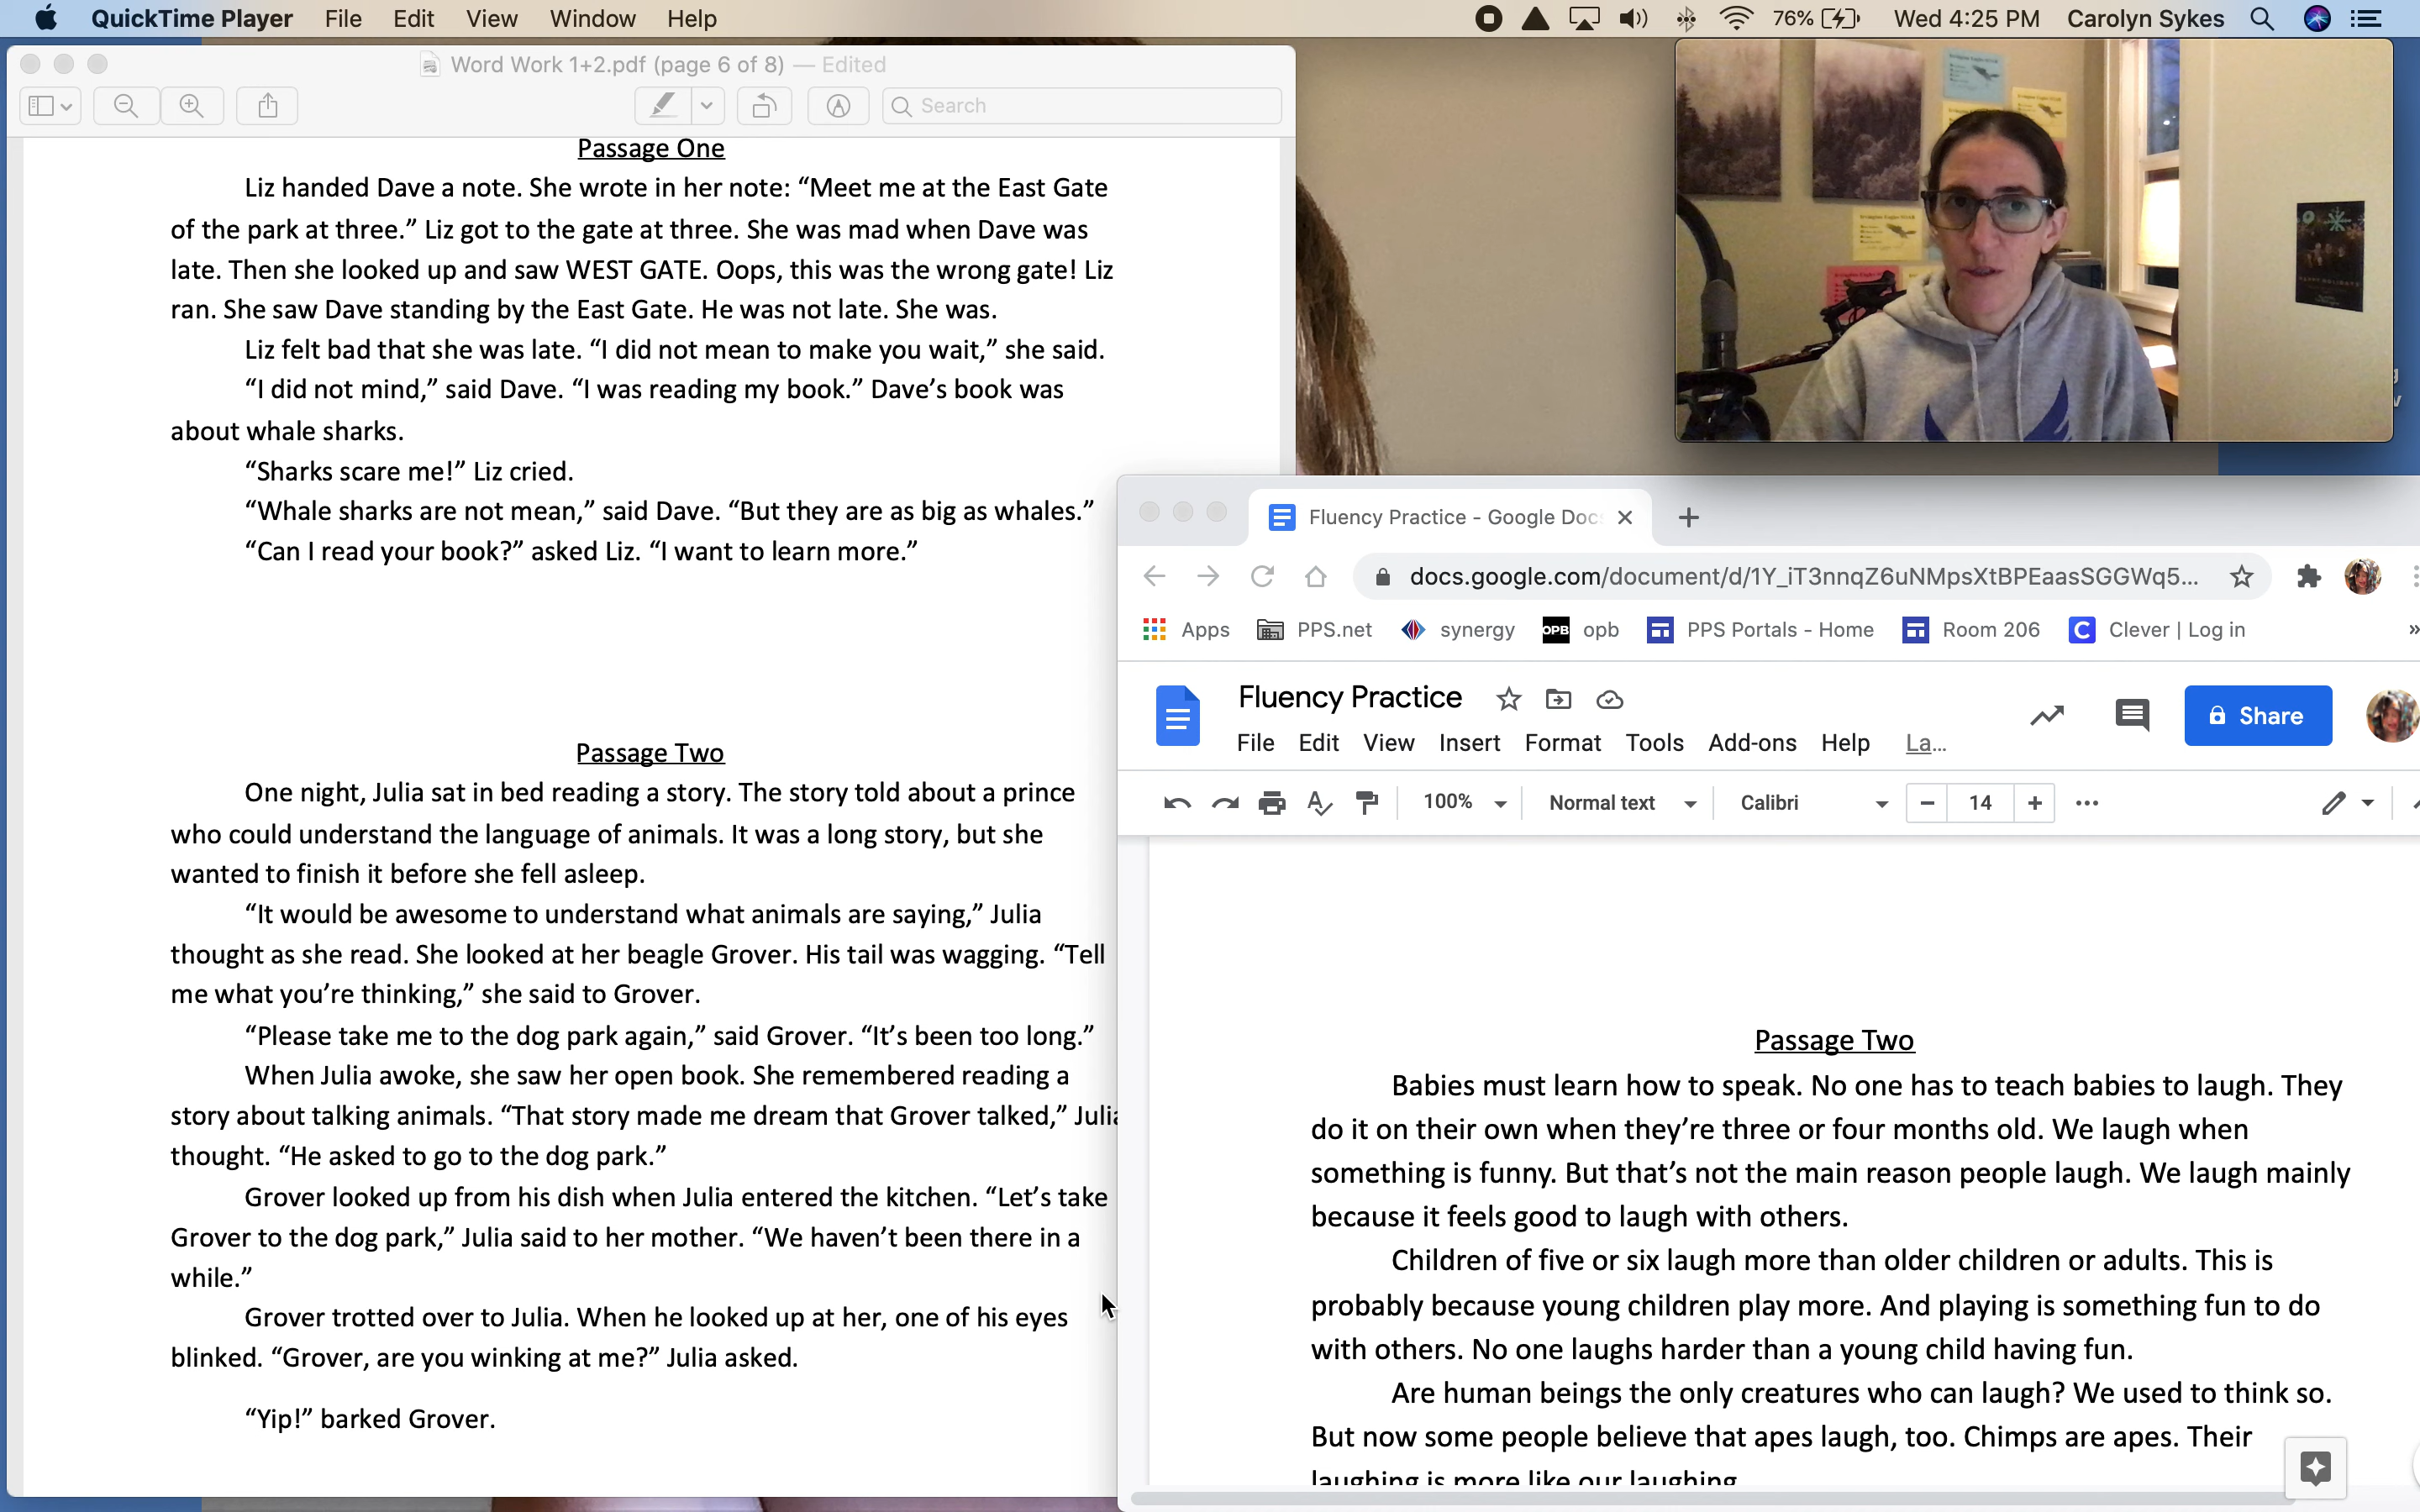 QuickTime Player File Edit View Window Help 76% Wed 4:25 PM Carolyn Sykes
Word Work 1+2.pdf (page 6 of 8) — Edited
Search
Passage One
Liz handed Dave a note. She wrote in her note: “Meet me at the East Gate
of the park at three.” Liz got to the gate at three. She was mad when Dave was
late. Then she looked up and saw WEST GATE. Oops, this was the wrong gate! Liz
ran. She saw Dave standing by the East Gate. He was not late. She was.
Liz felt bad that she was late. “I did not mean to make you wait,” she said.
“I did not mind,” said Dave. “I was reading my book.” Dave’s book was
about whale sharks.
“Sharks scare me!” Liz cried.
“Whale sharks are not mean,” said Dave. “But they are as big as whales.”
“Can I read your book?” asked Liz. “I want to learn more.”
Passage Two
One night, Julia sat in bed reading a story. The story told about a prince
who could understand the language of animals. It was a long story, but she
wanted to finish it before she fell asleep.
“It would be awesome to understand what animals are saying,” Julia
thought as she read. She looked at her beagle Grover. His tail was wagging. “Tell
me what you’re thinking,” she said to Grover.
“Please take me to the dog park again,” said Grover. “It’s been too long.”
When Julia awoke, she saw her open book. She remembered reading a
story about talking animals. “That story made me dream that Grover talked,” Julia
thought. “He asked to go to the dog park.”
Grover looked up from his dish when Julia entered the kitchen. “Let’s take
Grover to the dog park,” Julia said to her mother. “We haven’t been there in a
while.”
Grover trotted over to Julia. When he looked up at her, one of his eyes
blinked. “Grover, are you winking at me?” Julia asked.
“Yip!” barked Grover.
Fluency Practice - Google Doc
docs.google.com/document/d/1Y_iT3nnqZ6uNMpsXtBPEaasSGGWq5...
Apps PPS.net synergy OPB opb PPS Portals - Home Room 206 C Clever | Log in »
Fluency Practice
Share
File Edit View Insert Format Tools Add-ons Help La...
100% Normal text Calibri 14
Passage Two
Babies must learn how to speak. No one has to teach babies to laugh. They
do it on their own when they’re three or four months old. We laugh when
something is funny. But that’s not the main reason people laugh. We laugh mainly
because it feels good to laugh with others.
Children of five or six laugh more than older children or adults. This is
probably because young children play more. And playing is something fun to do
with others. No one laughs harder than a young child having fun.
Are human beings the only creatures who can laugh? We used to think so.
But now some people believe that apes laugh, too. Chimps are apes. Their
laughing is more like our laughing